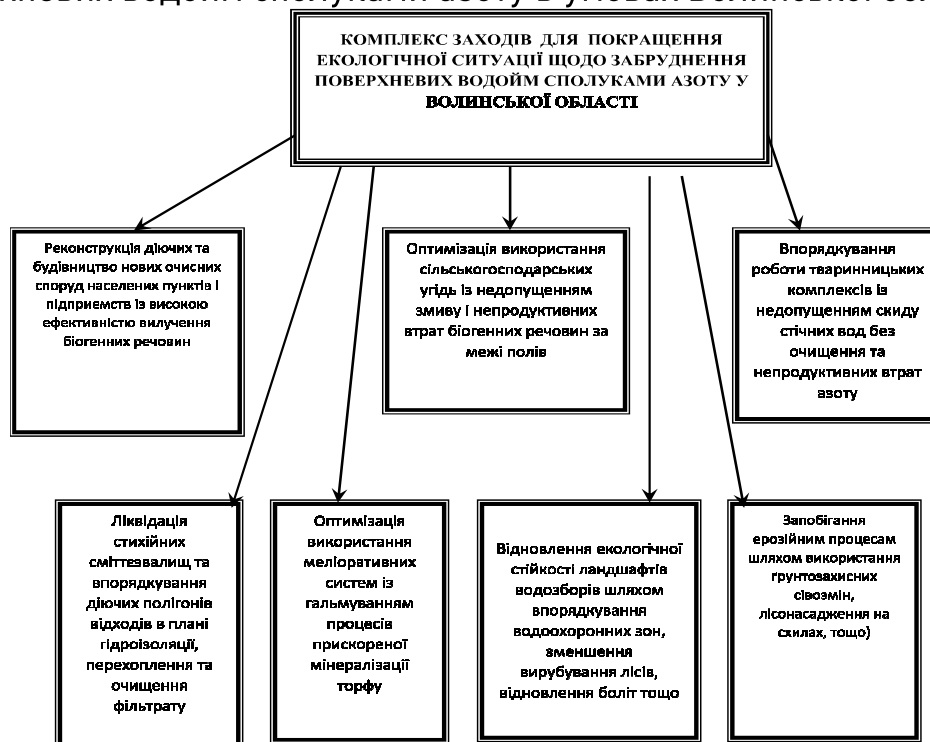 КОМПЛЕКС ЗАХОДІВ ДЛЯ ПОКРАЩЕННЯ
ЕКОЛОГІЧНОЇ СИТУАЦІЇ ЩОДО ЗАБРУДНЕННЯ
ПОВЕРХНЕВИХ ВОДОЙМ СПОЛУКАМИ АЗОТУ У
ВОЛИНСЬКОЇ ОБЛАСТІ
Реконструкція діючих та
будівництво нових очисних
споруд населених пунктів і
підприємств із високою
ефективністю вилучення
біогенних речовин
Оптимізація використання
сільськогосподарських
угідь із недопущенням
змиву і непродуктивних
втрат біогенних речовин за
межі полів
Впорядкування
роботи тваринницьких
комплексів із
недопущенням скиду
стічних вод без
очищення та
непродуктивних втрат
азоту
Ліквідація
стихійних
сміттєзвалищ та
впорядкування
діючих полігонів
відходів в плані
гідроізоляції,
перехоплення та
очищення
фільтрату
Оптимізація
використання
меліоративних
систем із
гальмуванням
процесів
прискореної
мінералізації
торфу
Відновлення екологічної
стійкості ландшафтів
водозборів шляхом
впорядкування
водоохоронних зон,
зменшення
вирубування лісів,
відновлення боліт тощо
Запобігання
ерозійним процесам
шляхом використання
ґрунтозахисних
сівозмін,
лісонасадження на
схилах, тощо)